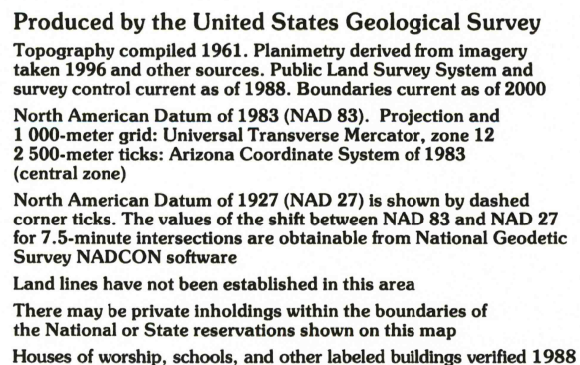 Produced by the United States Geological Survey
Topography compiled 1961. Planimetry derived from imagery
taken 1996 and other sources. Public Land Survey System and
survey control current as of 1988. Boundaries current as of 2000
North American Datum of 1983 (NAD 83). Projection and
1 000-meter grid: Universal Transverse Mercator, zone 12
2 500-meter ticks: Arizona Coordinate System of 1983
(central zone)
North American Datum of 1927 (NAD 27) is shown by dashed
corner ticks. The values of the shift between NAD 83 and NAD 27
for 7.5-minute intersections are obtainable from National Geodetic
Survey NADCON software
Land lines have not been established in this area
There may be private inholdings within the boundaries of
the National or State reservations shown on this map
Houses of worship, schools, and other labeled buildings verified 1988